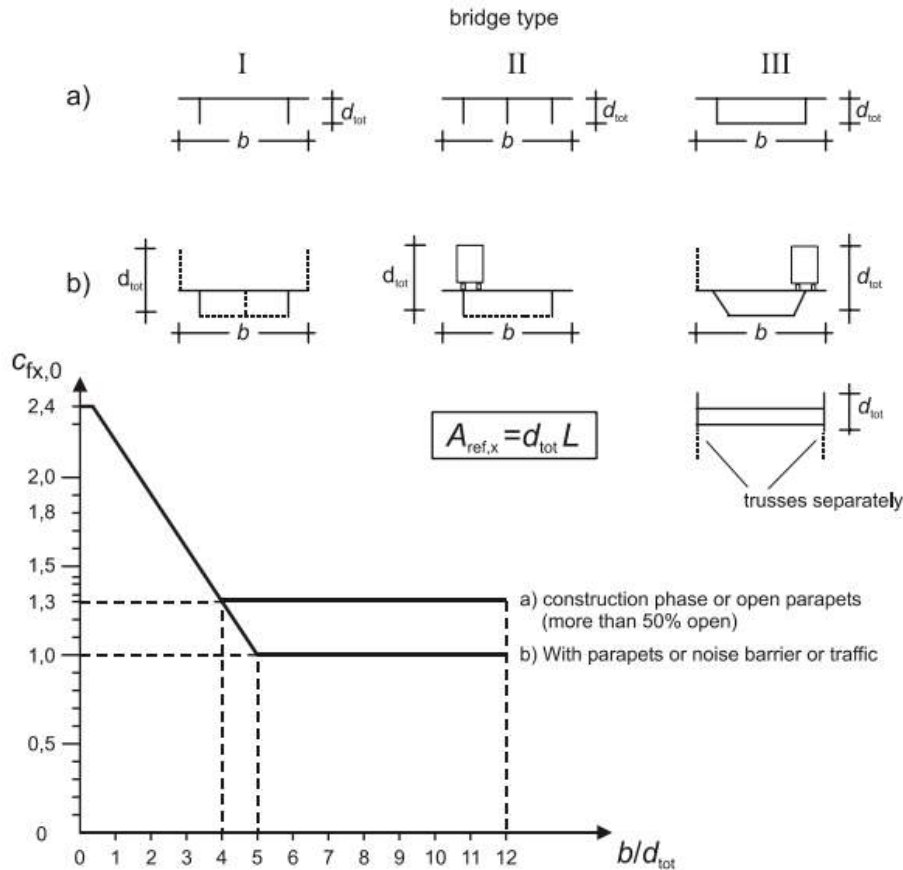 bridge type
I II III
a)
d_tot d_tot d_tot
b b b
b)
d_tot d_tot d_tot
b b b
c_fx,0
2,4
A_ref,x = d_tot L
d_tot
2,0
trusses separately
1,8
1,5
1,3
a) construction phase or open parapets
(more than 50% open)
1,0
b) With parapets or noise barrier or traffic
0,5
0
0 1 2 3 4 5 6 7 8 9 10 11 12
b/d_tot